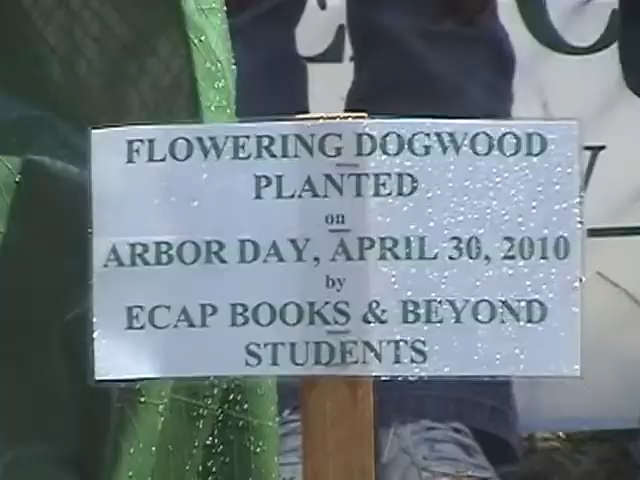 FLOWERING DOGWOOD
PLANTED
on
ARBOR DAY, APRIL 30, 2010
by
ECAP BOOKS & BEYOND
STUDENTS